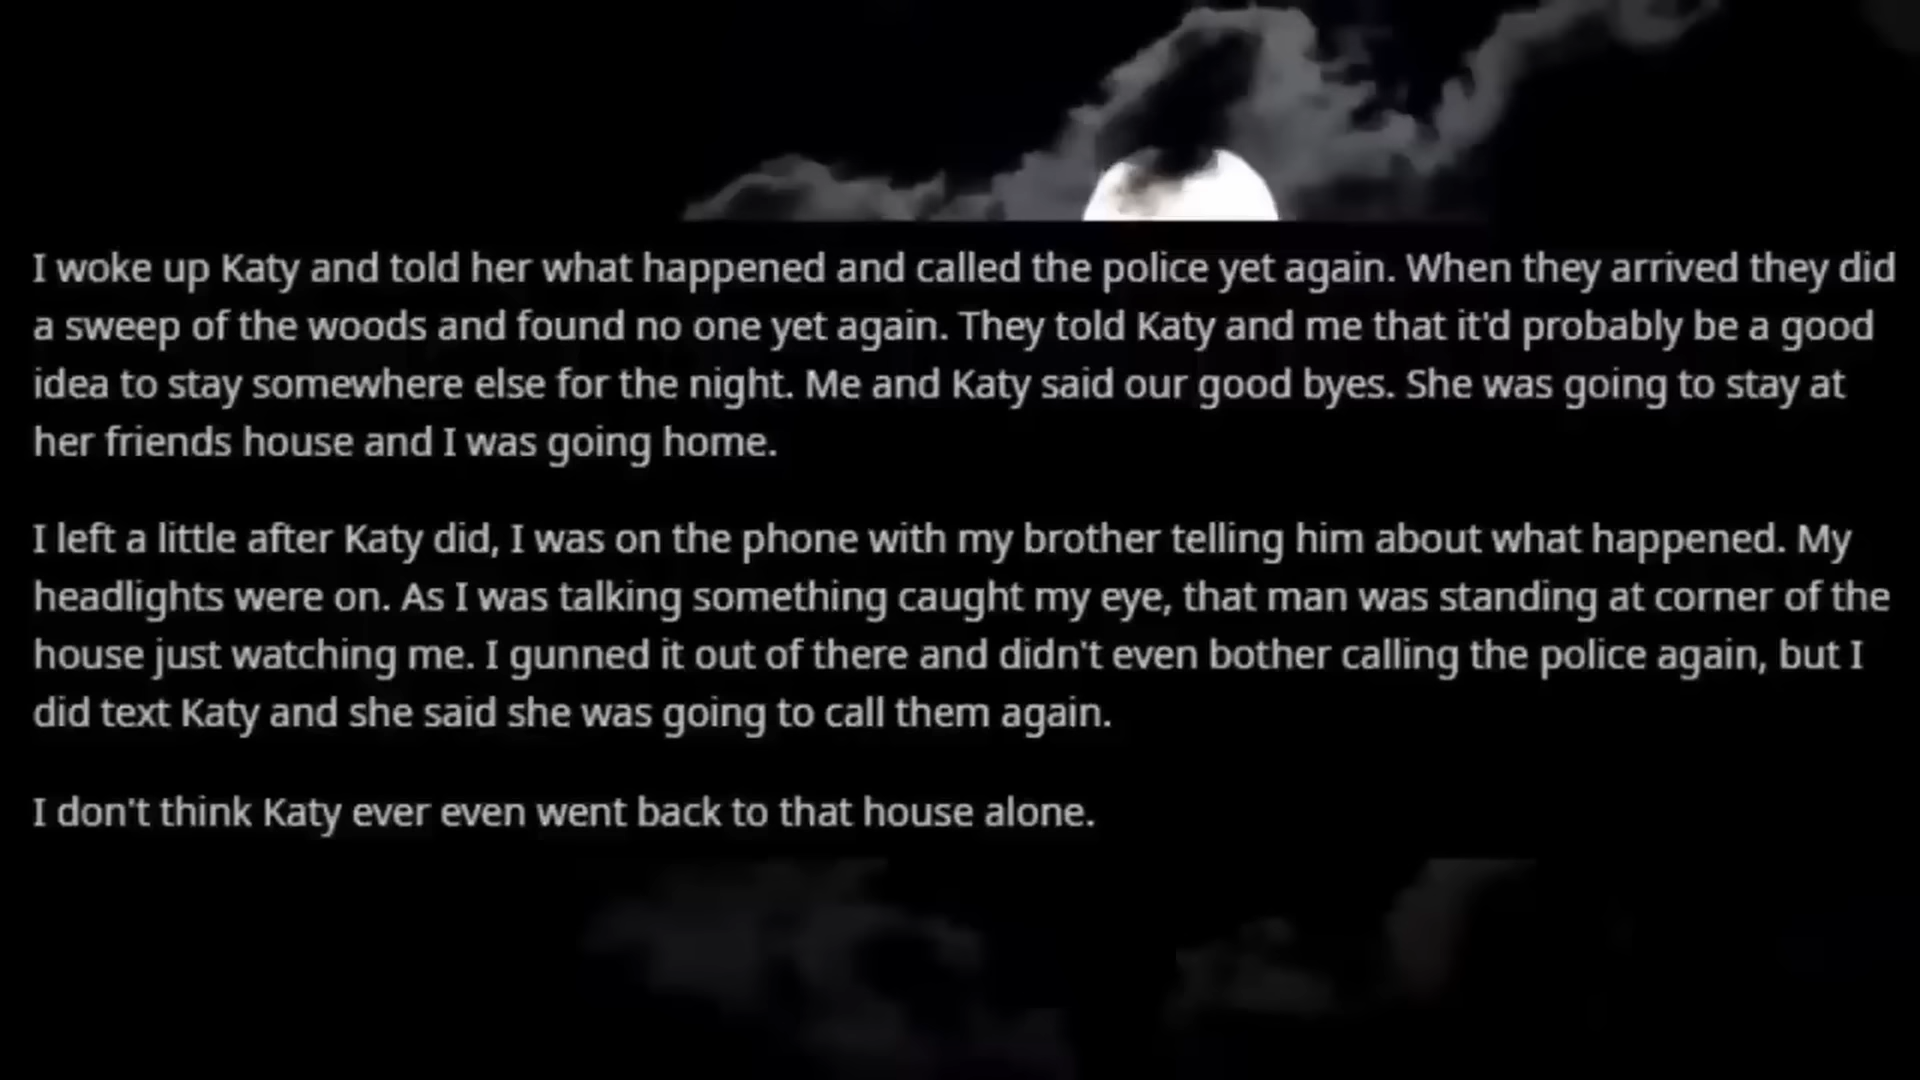 I woke up Katy and told her what happened and called the police yet again. When they arrived they did
a sweep of the woods and found no one yet again. They told Katy and me that it'd probably be a good
idea to stay somewhere else for the night. Me and Katy said our good byes. She was going to stay at
her friends house and I was going home.
I left a little after Katy did, I was on the phone with my brother telling him about what happened. My
headlights were on. As I was talking something caught my eye, that man was standing at corner of the
house just watching me. I gunned it out of there and didn't even bother calling the police again, but I
did text Katy and she said she was going to call them again.
I don't think Katy ever even went back to that house alone.